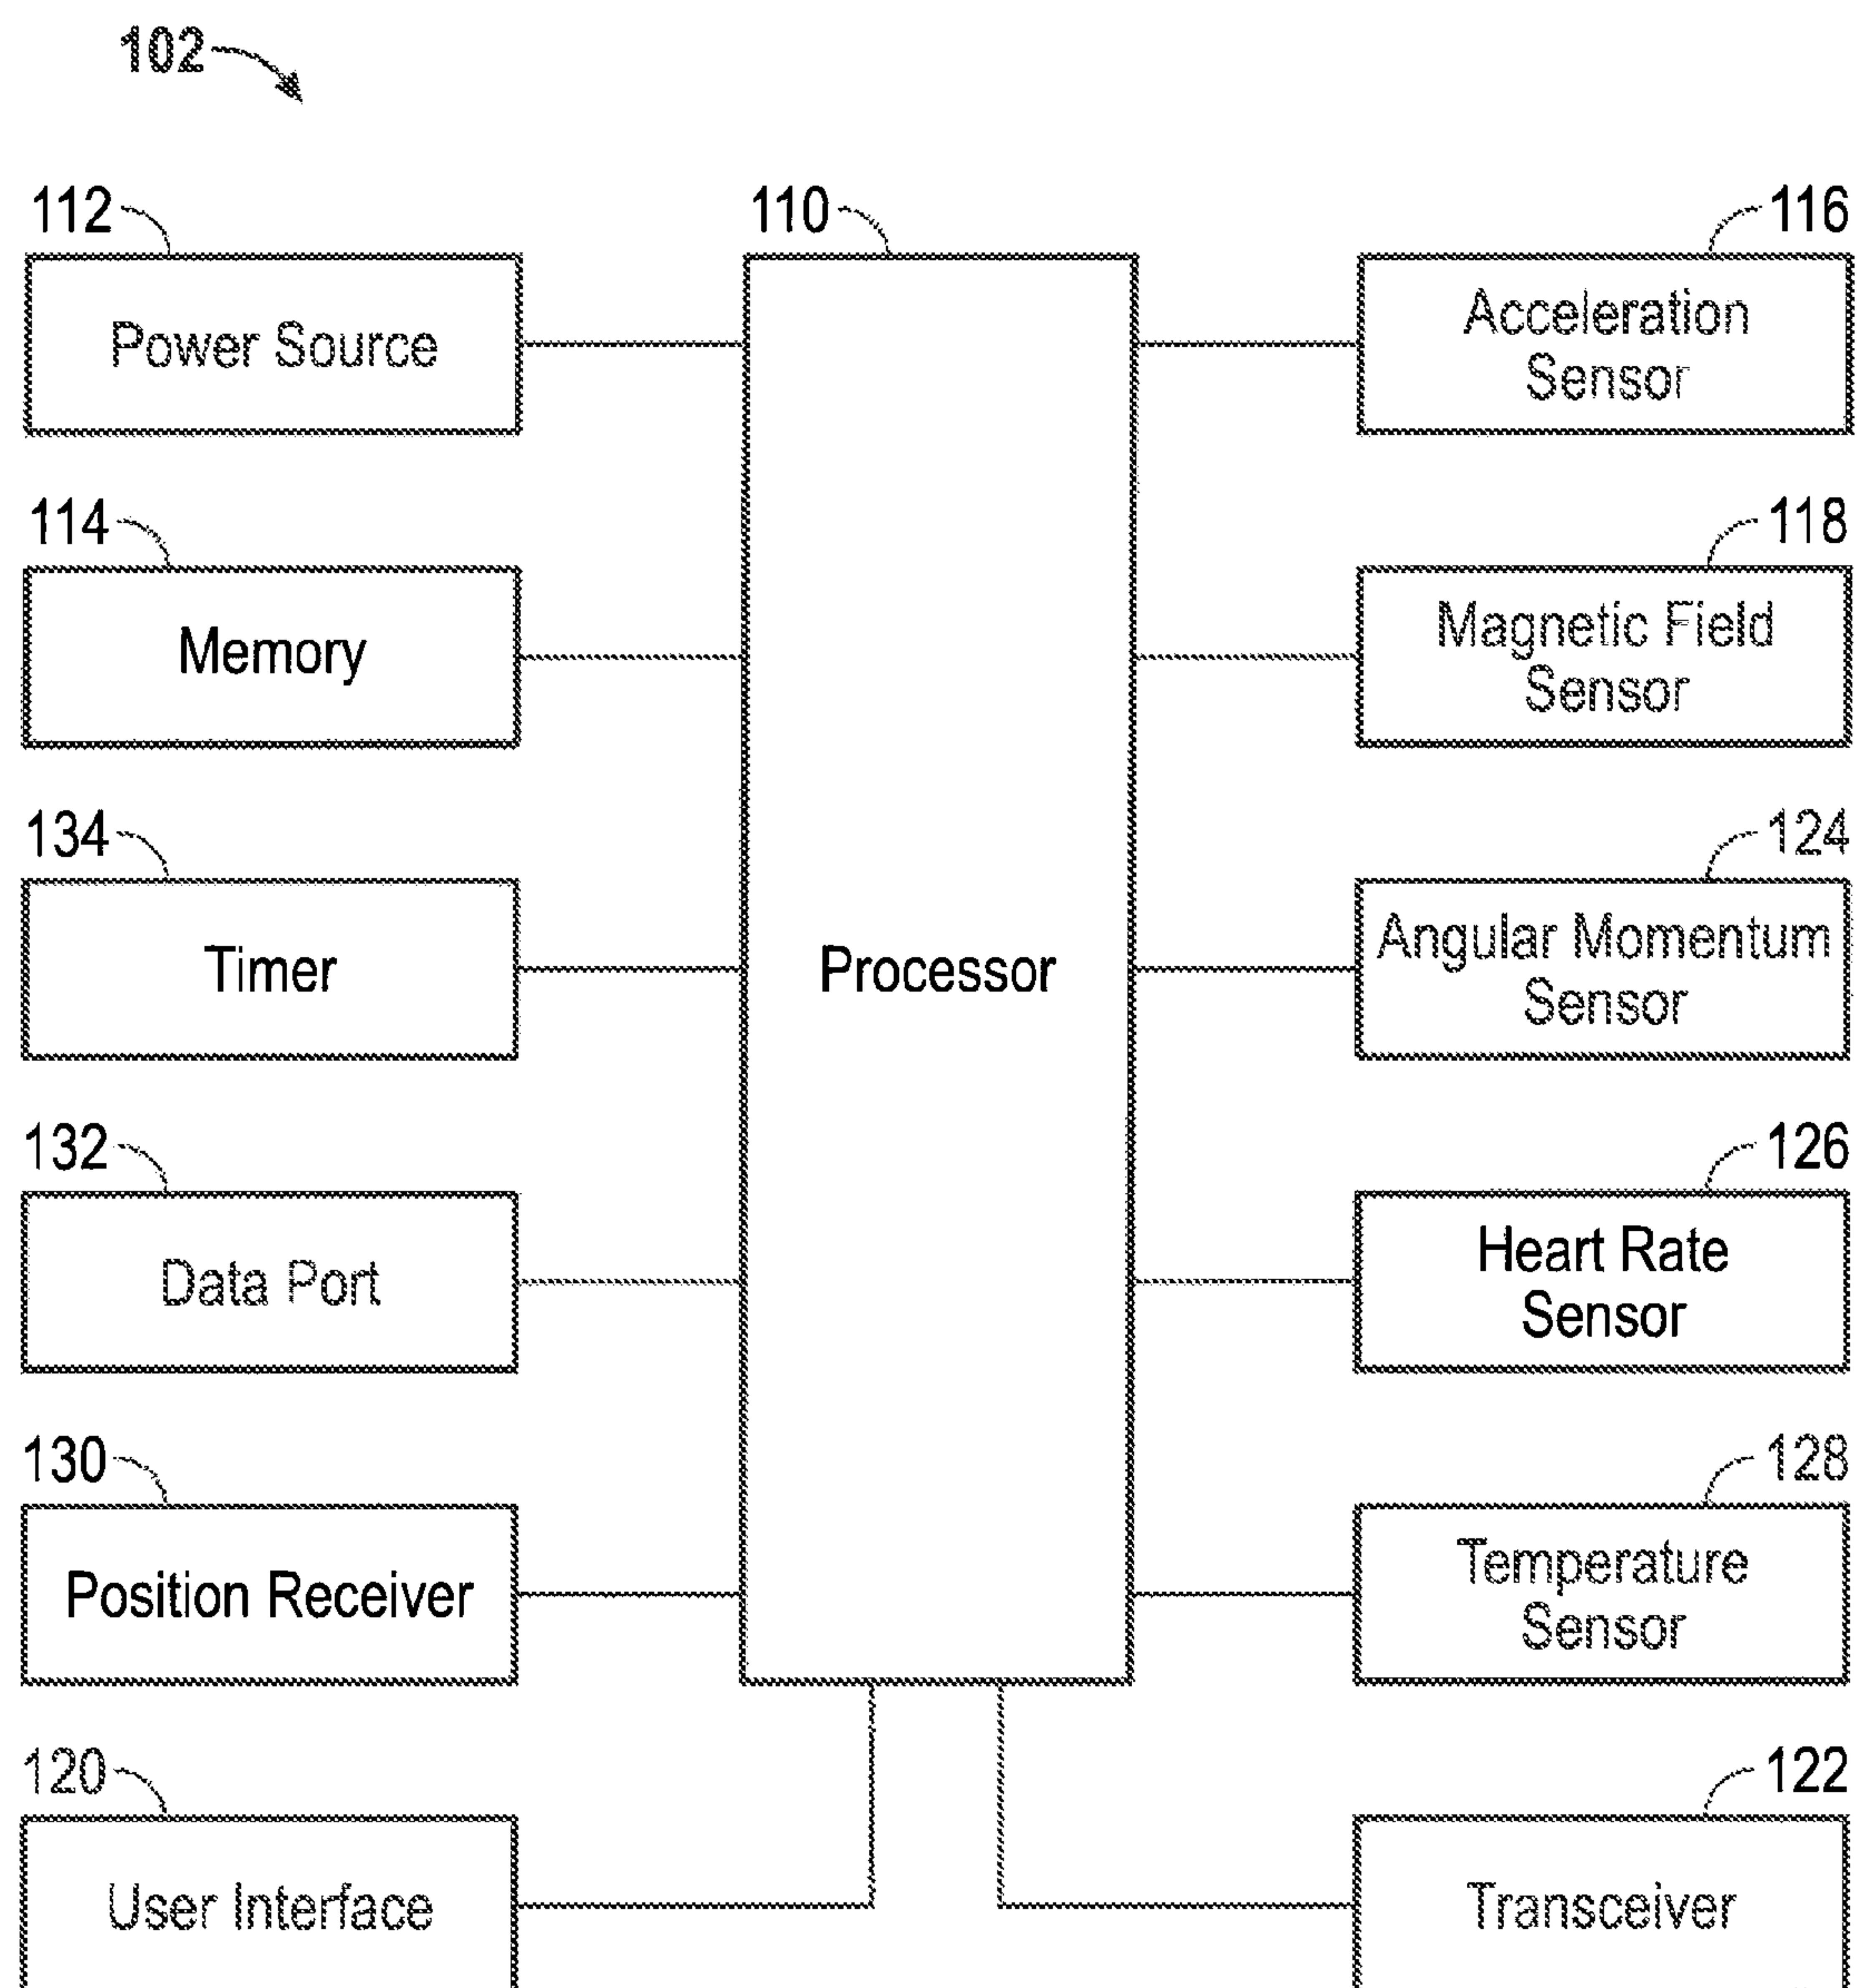 102
112
110
116
Power Source
Acceleration
Sensor
114
118
Memory
Magnetic Field
Sensor
134
124
Timer
Processor
Angular Momentum
Sensor
132
126
Data Port
Heart Rate
Sensor
130
128
Position Receiver
Temperature
Sensor
120
122
User Interface
Transceiver